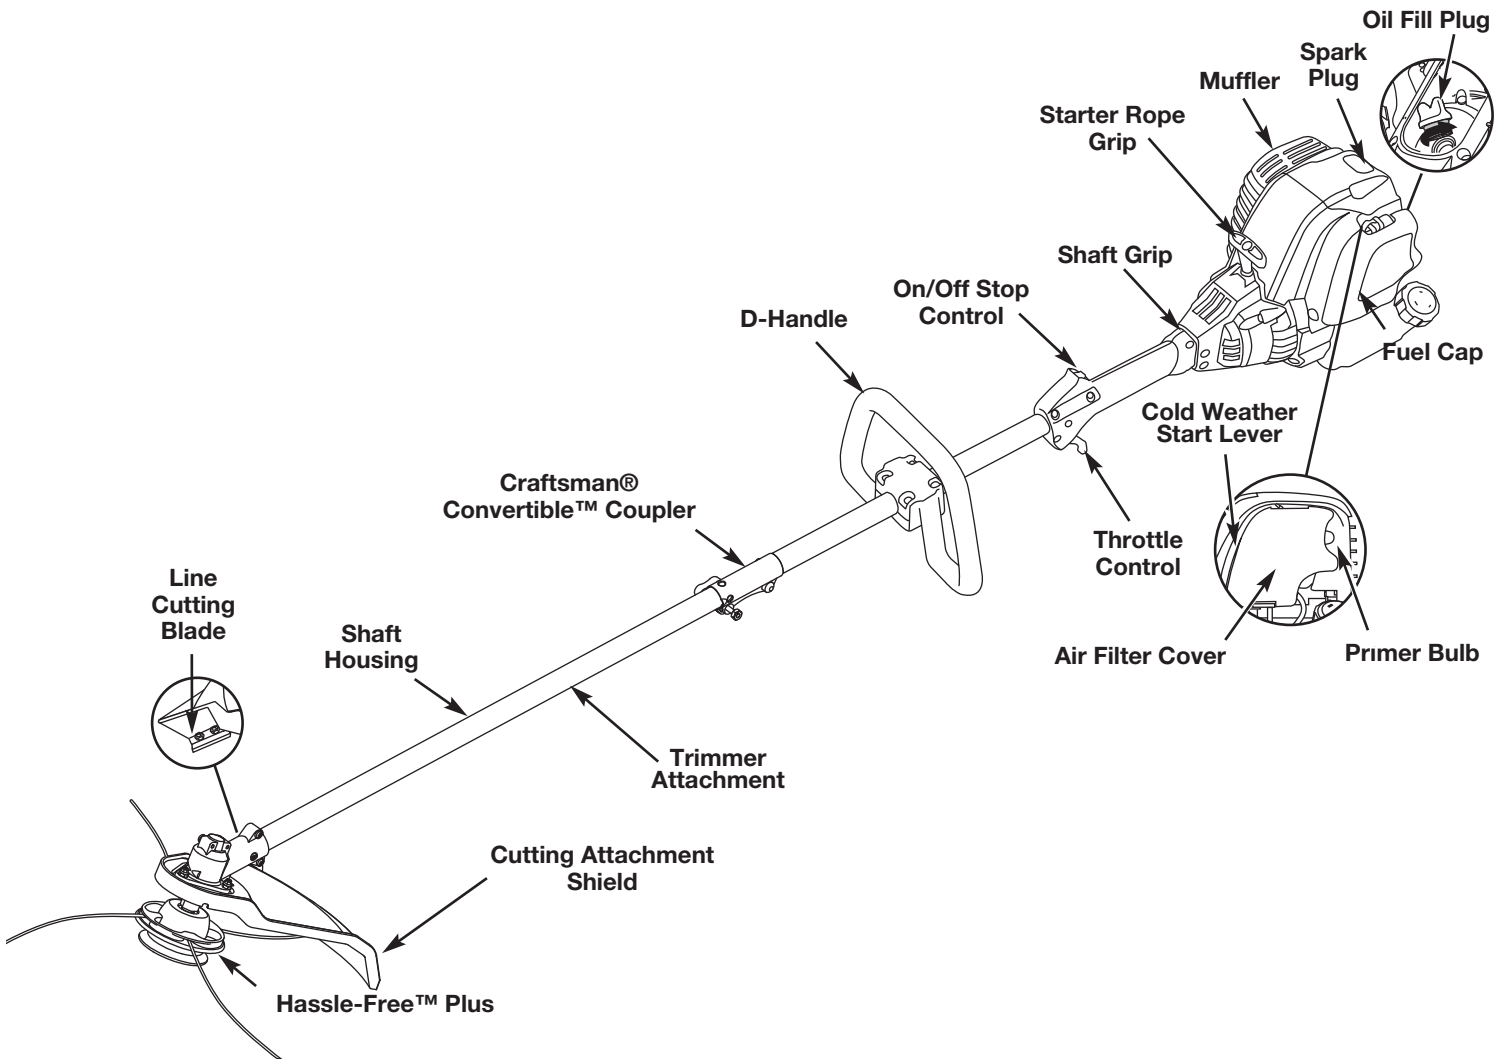 Oil Fill Plug
Spark
Plug
Muffler
Starter Rope
Grip
Shaft Grip
On/Off Stop
Control
D-Handle
Fuel Cap
Cold Weather
Start Lever
Craftsman®
Convertible™ Coupler
Throttle
Control
Line
Cutting
Blade
Shaft
Housing
Air Filter Cover
Prımer Bulb
Trimmer
Attachment
Cutting Attachment
Shield
Hassle-Free™ Plus